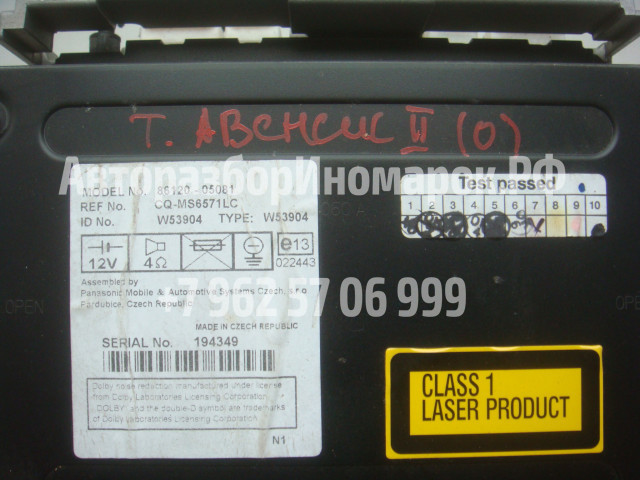 Т. АВЕНСИС II (0)
АвторазборИномарок.РФ
MODEL No. 86120 - 05081
REF No. CQ-MS6571LC
ID No. W53904 TYPE: W53904
12V 4Ω e13
022443
Test passed
1 2 3 4 5 6 7 8 9 10
Assembled by
Panasonic Mobile & Automotive Systems Czech, s.r.o
Pardubice, Czech Republic
7 962 57 06 999
MADE IN CZECH REPUBLIC
SERIAL No. 194349
Dolby noise reduction manufactured under license
from Dolby Laboratories Licensing Corporation.
"DOLBY" and the double-D symbol are trademarks
of Dolby Laboratories Licensing Corporation.
N1
CLASS 1
LASER PRODUCT
OPEN
OPEN